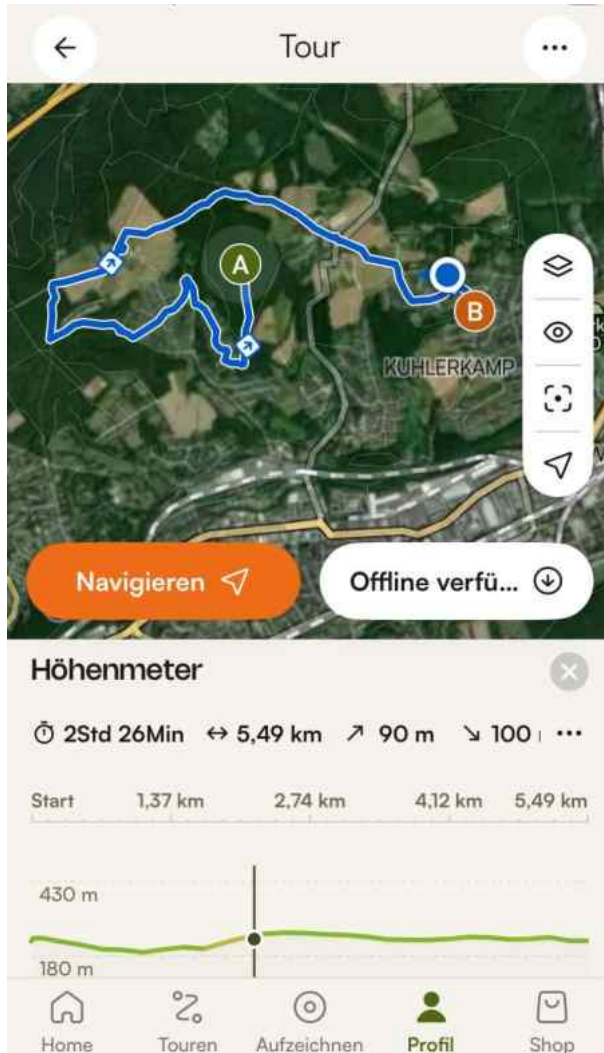 Tour
A
B
KUHLERKAMP
Navigieren
Offline verfü...
Höhenmeter
2Std 26Min 5,49 km 90 m 100
Start 1,37 km 2,74 km 4,12 km 5,49 km
430 m
180 m
Home Touren Aufzeichnen Profil Shop